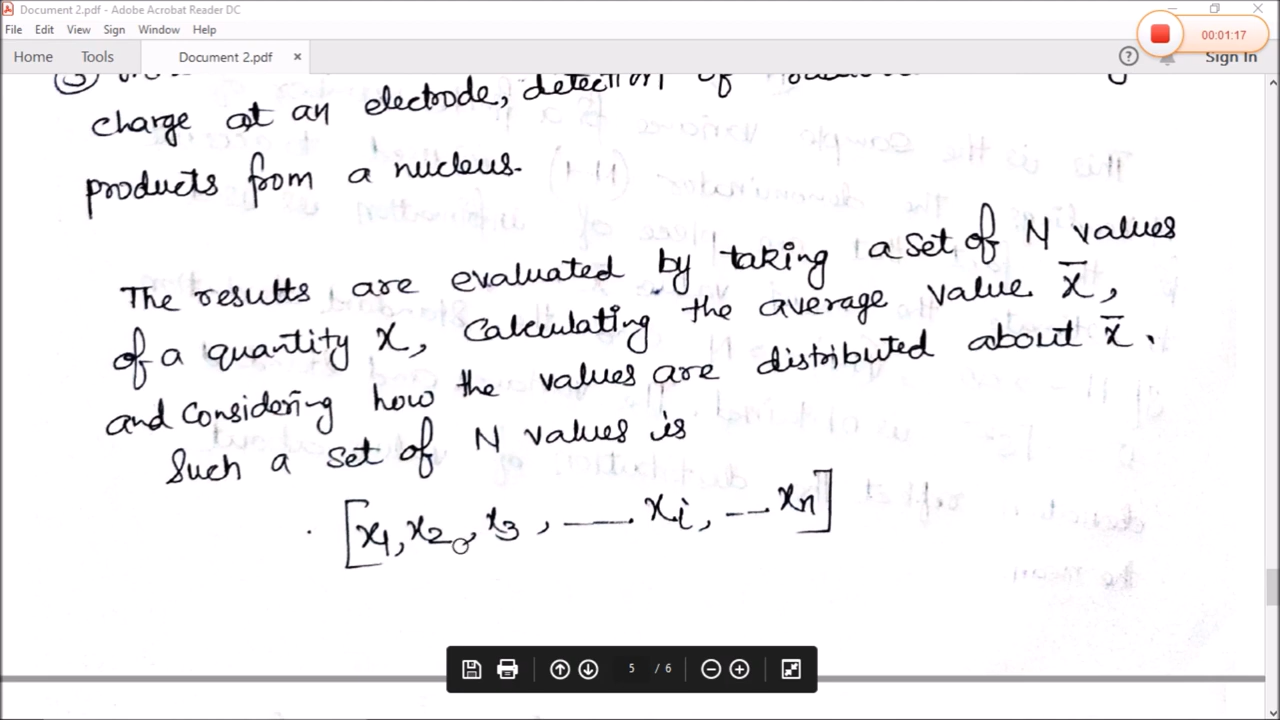 Document 2.pdf - Adobe Acrobat Reader DC
File Edit View Sign Window Help
00:01:17
Home Tools Document 2.pdf × Sign In
③
charge at an electrode, detection of
products from a nucleus.
The results are evaluated by taking a set of N values
of a quantity x, calculating the average value x̄,
and considering how the values are distributed about x̄.
Such a set of N values is
[x1, x2, x3, —— xi, -— xn]
5 / 6